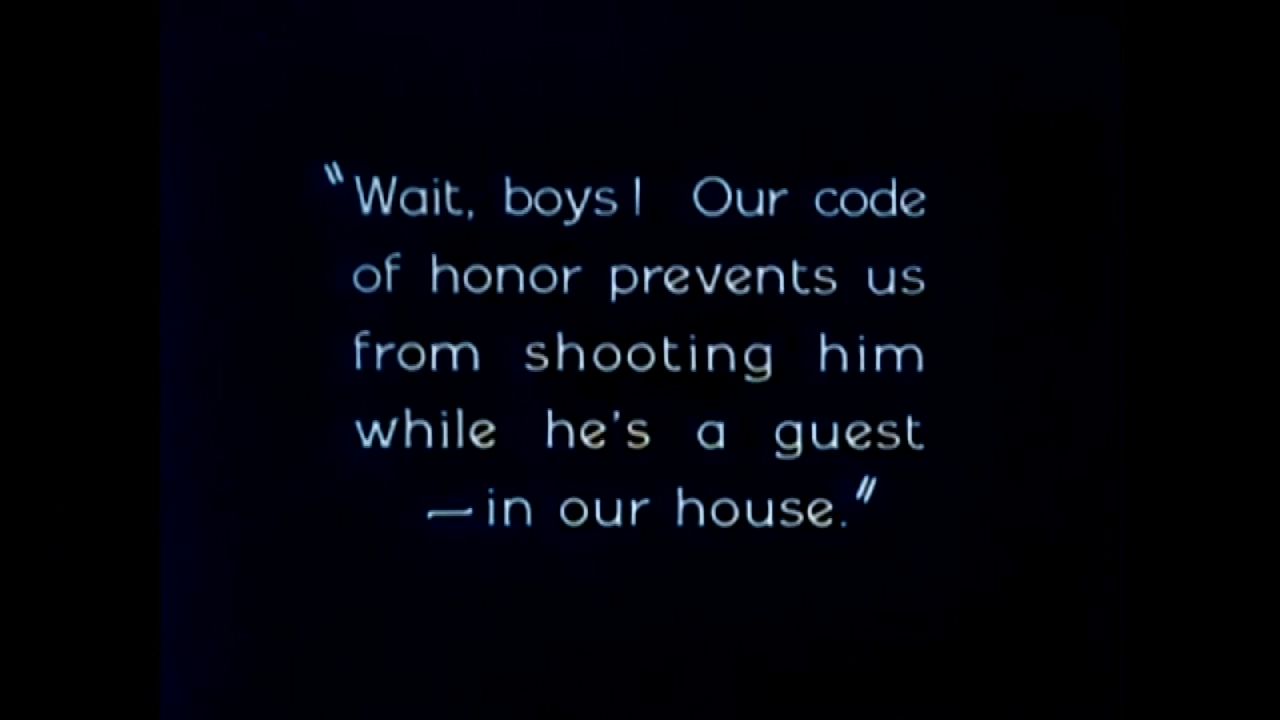 "Wait, boys! Our code
of honor prevents us
from shooting him
while he's a guest
—in our house."